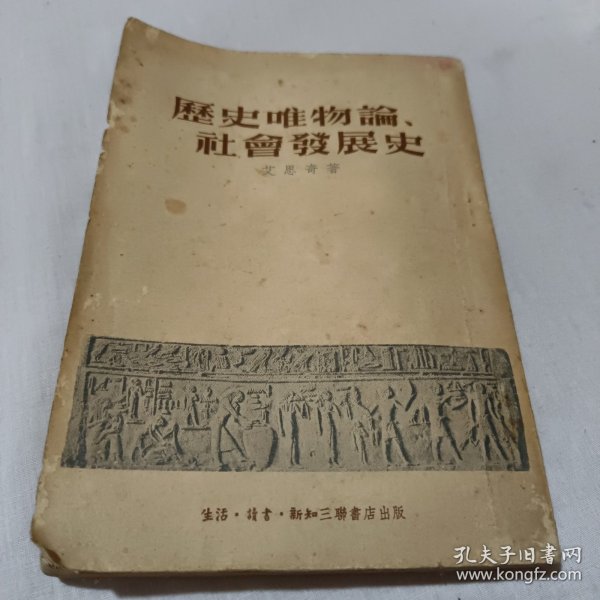 歷史唯物論、
社會發展史
艾思奇著
生活·讀書·新知三聯書店出版
孔夫子旧书网
www.kongfz.com